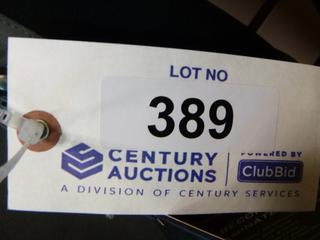 LOT NO
389
CENTURY AUCTIONS
POWERED BY
ClubBid
A DIVISION OF CENTURY SERVICES